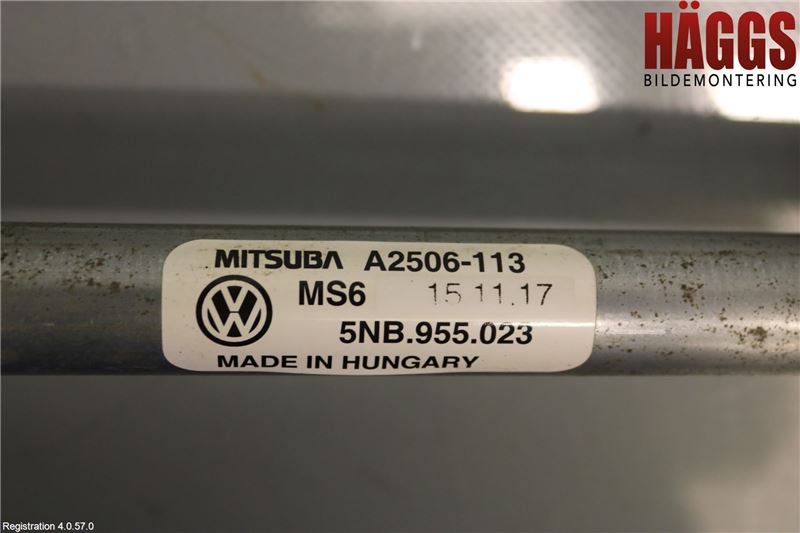 HÄGGS
BILDEMONTERING
MITSUBA A2506-113
MS6 15 11.17
5NB.955.023
MADE IN HUNGARY
Registration 4.0.57.0